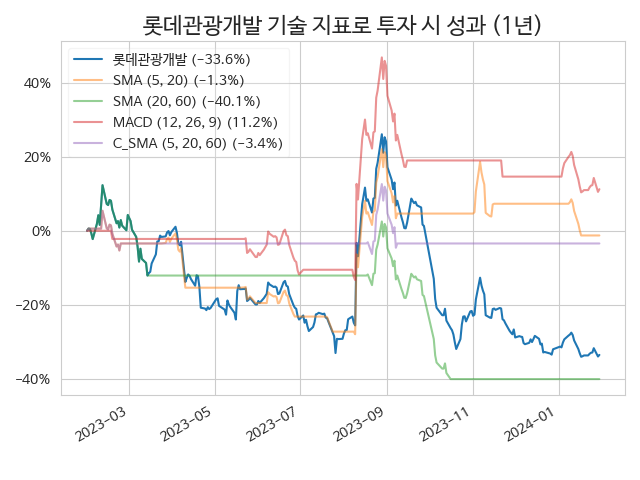 롯데관광개발 기술 지표로 투자 시 성과 (1년)
롯데관광개발 (−33.6%)
SMA (5, 20) (−1.3%)
SMA (20, 60) (−40.1%)
MACD (12, 26, 9) (11.2%)
C_SMA (5, 20, 60) (−3.4%)
40%
20%
0%
−20%
−40%
2023−03
2023−05
2023−07
2023−09
2023−11
2024−01